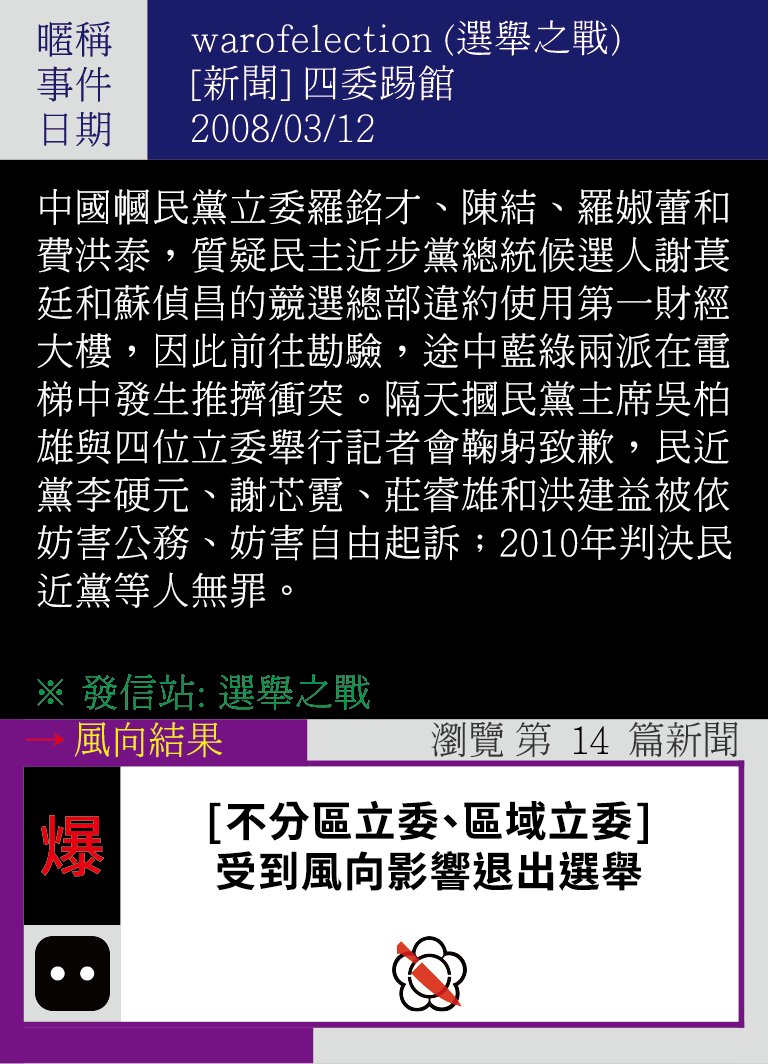 暱稱 warofelection (選舉之戰)
事件 [新聞] 四委踢館
日期 2008/03/12
中國幗民黨立委羅銘才、陳結、羅婌蕾和
費洪泰，質疑民主近步黨總統候選人謝萇
廷和蘇偵昌的競選總部違約使用第一財經
大樓，因此前往勘驗，途中藍綠兩派在電
梯中發生推擠衝突。隔天摑民黨主席吳柏
雄與四位立委舉行記者會鞠躬致歉，民近
黨李硬元、謝芯霓、莊睿雄和洪建益被依
妨害公務、妨害自由起訴；2010年判決民
近黨等人無罪。
※ 發信站: 選舉之戰
→ 風向結果 瀏覽 第 14 篇新聞
爆
[不分區立委、區域立委]
受到風向影響退出選舉